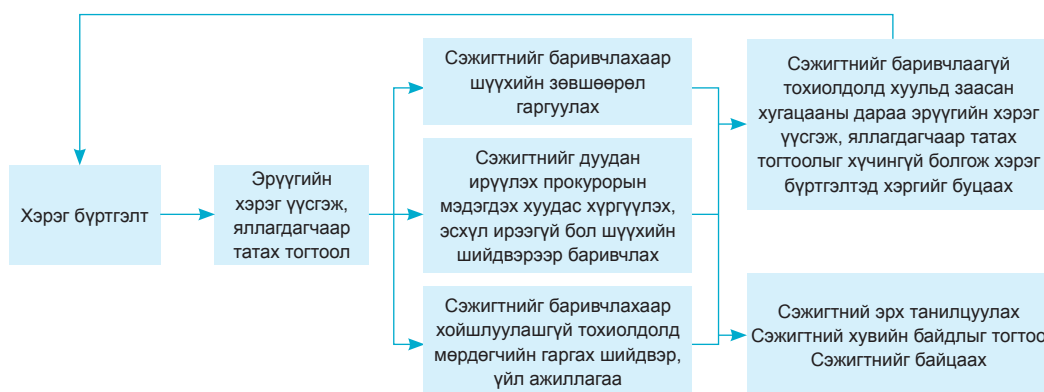 Хэрэг бүртгэлт
Эрүүгийн
хэрэг үүсгэж,
яллагдагчаар
татах тогтоол
Сэжигтнийг баривчлахаар
шүүхийн зөвшөөрөл
гаргуулах
Сэжигтнийг дуудан
ирүүлэх прокурорын
мэдэгдэх хуудас хүргүүлэх,
эсхүл ирээгүй бол шүүхийн
шийдвэрээр баривчлах
Сэжигтнийг баривчлахаар
хойшлуулашгүй тохиолдолд
мөрдөгчийн гаргах шийдвэр,
үйл ажиллагаа
Сэжигтнийг баривчлаагүй
тохиолдолд хуульд заасан
хугацааны дараа эрүүгийн хэрэг
үүсгэж, яллагдагчаар татах
тогтоолыг хүчингүй болгож хэрэг
бүртгэлтэд хэргийг буцаах
Сэжигтний эрх танилцуулах
Сэжигтний хувийн байдлыг тогтоо
Сэжигтнийг байцаах